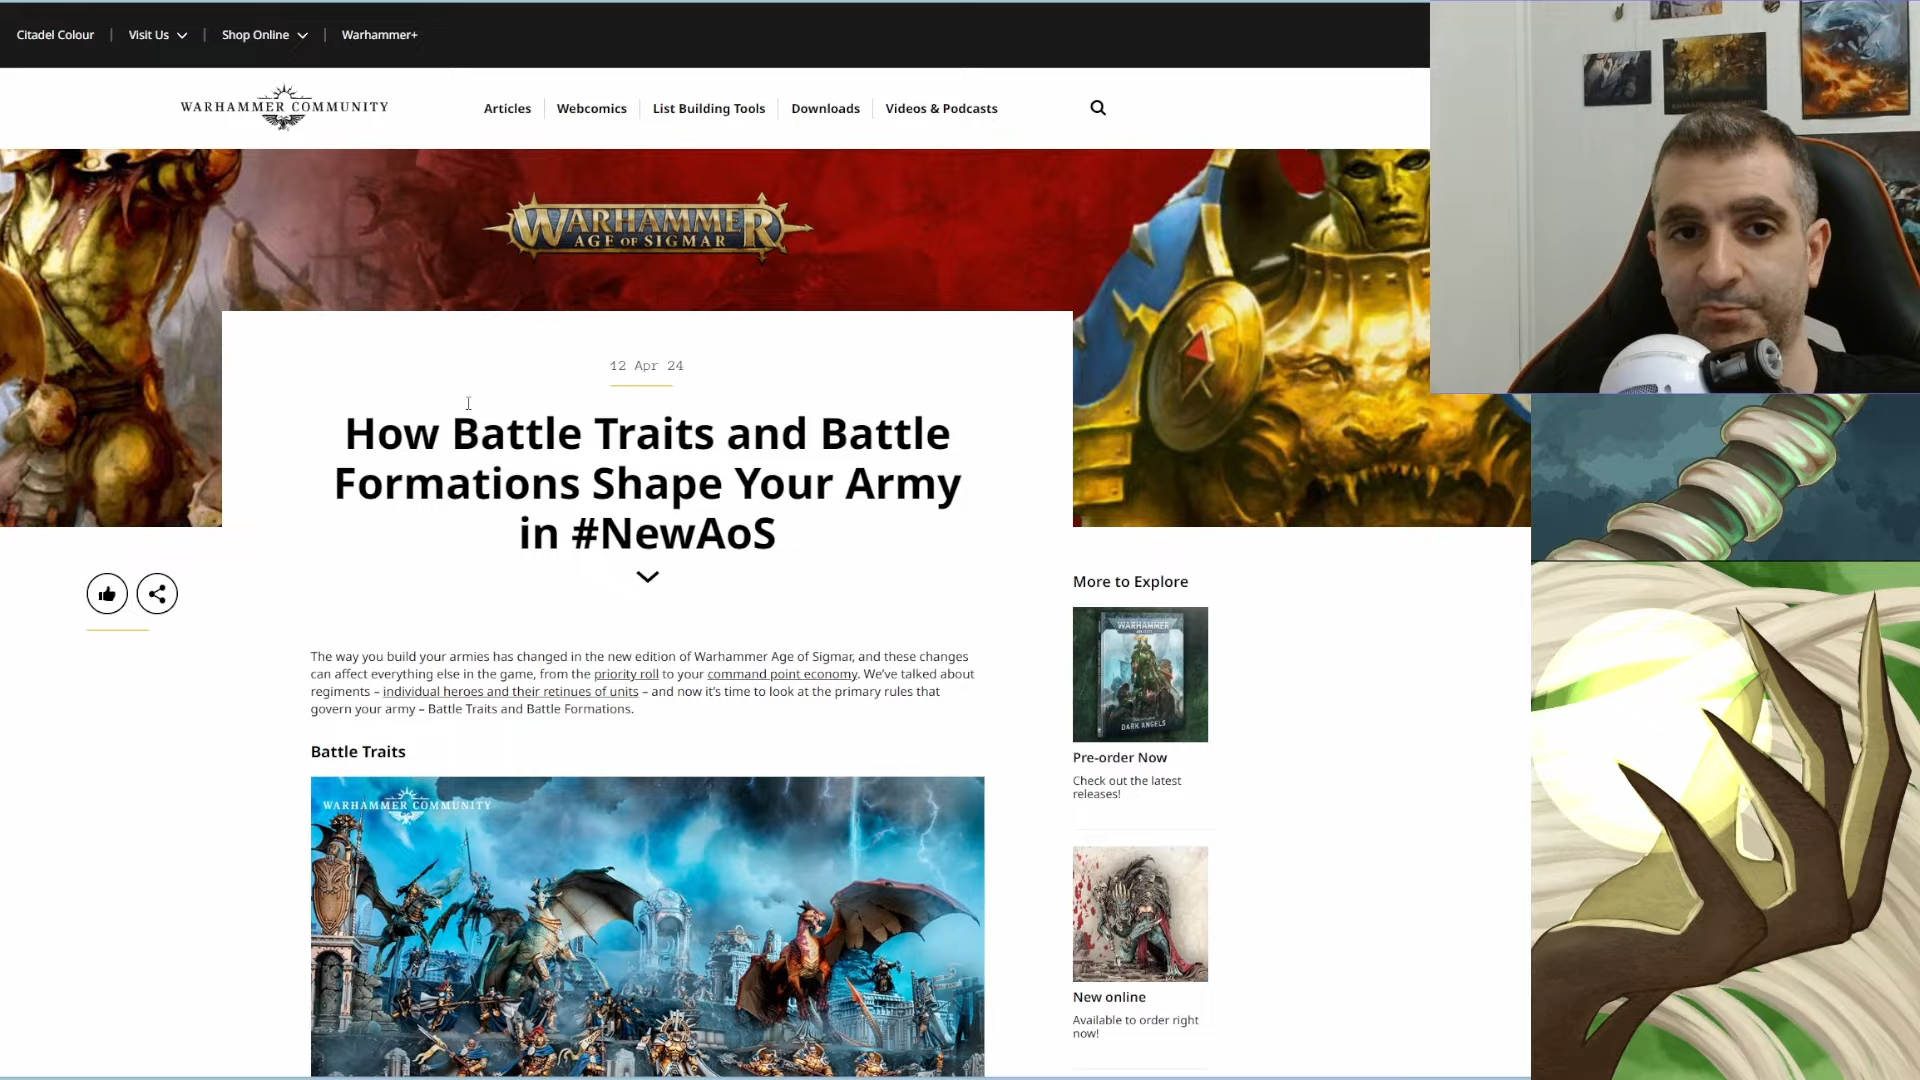 Citadel Colour
Visit Us
Shop Online
Warhammer+
WARHAMMER COMMUNITY
Articles
Webcomics
List Building Tools
Downloads
Videos & Podcasts
WARHAMMER
AGE OF SIGMAR
12 Apr 24
How Battle Traits and Battle
Formations Shape Your Army
in #NewAoS
The way you build your armies has changed in the new edition of Warhammer Age of Sigmar, and these changes
can affect everything else in the game, from the priority roll to your command point economy. We've talked about
regiments – individual heroes and their retinues of units – and now it's time to look at the primary rules that
govern your army – Battle Traits and Battle Formations.
Battle Traits
WARHAMMER COMMUNITY
More to Explore
WARHAMMER
DARK ANGELS
Pre-order Now
Check out the latest
releases!
New online
Available to order right
now!